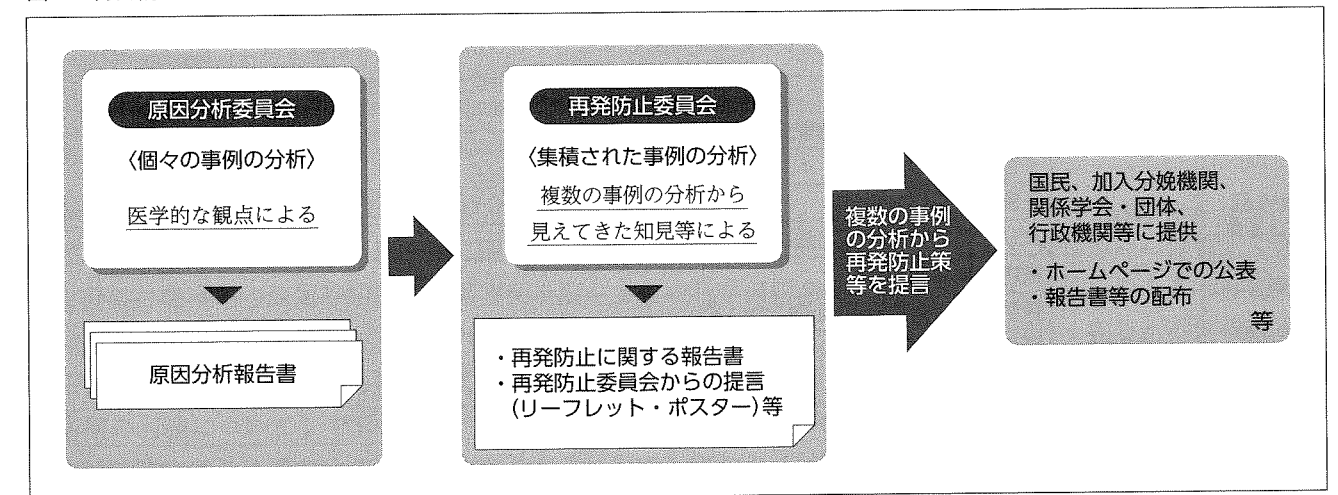 原因分析委員会
〈個々の事例の分析〉
医学的な観点による
原因分析報告書
再発防止委員会
〈集積された事例の分析〉
複数の事例の分析から
見えてきた知見等による
・再発防止に関する報告書
・再発防止委員会からの提言
(リーフレット・ポスター)等
複数の事例
の分析から
再発防止策
等を提言
国民、加入分娩機関、
関係学会・団体、
行政機関等に提供
・ホームページでの公表
・報告書等の配布
等